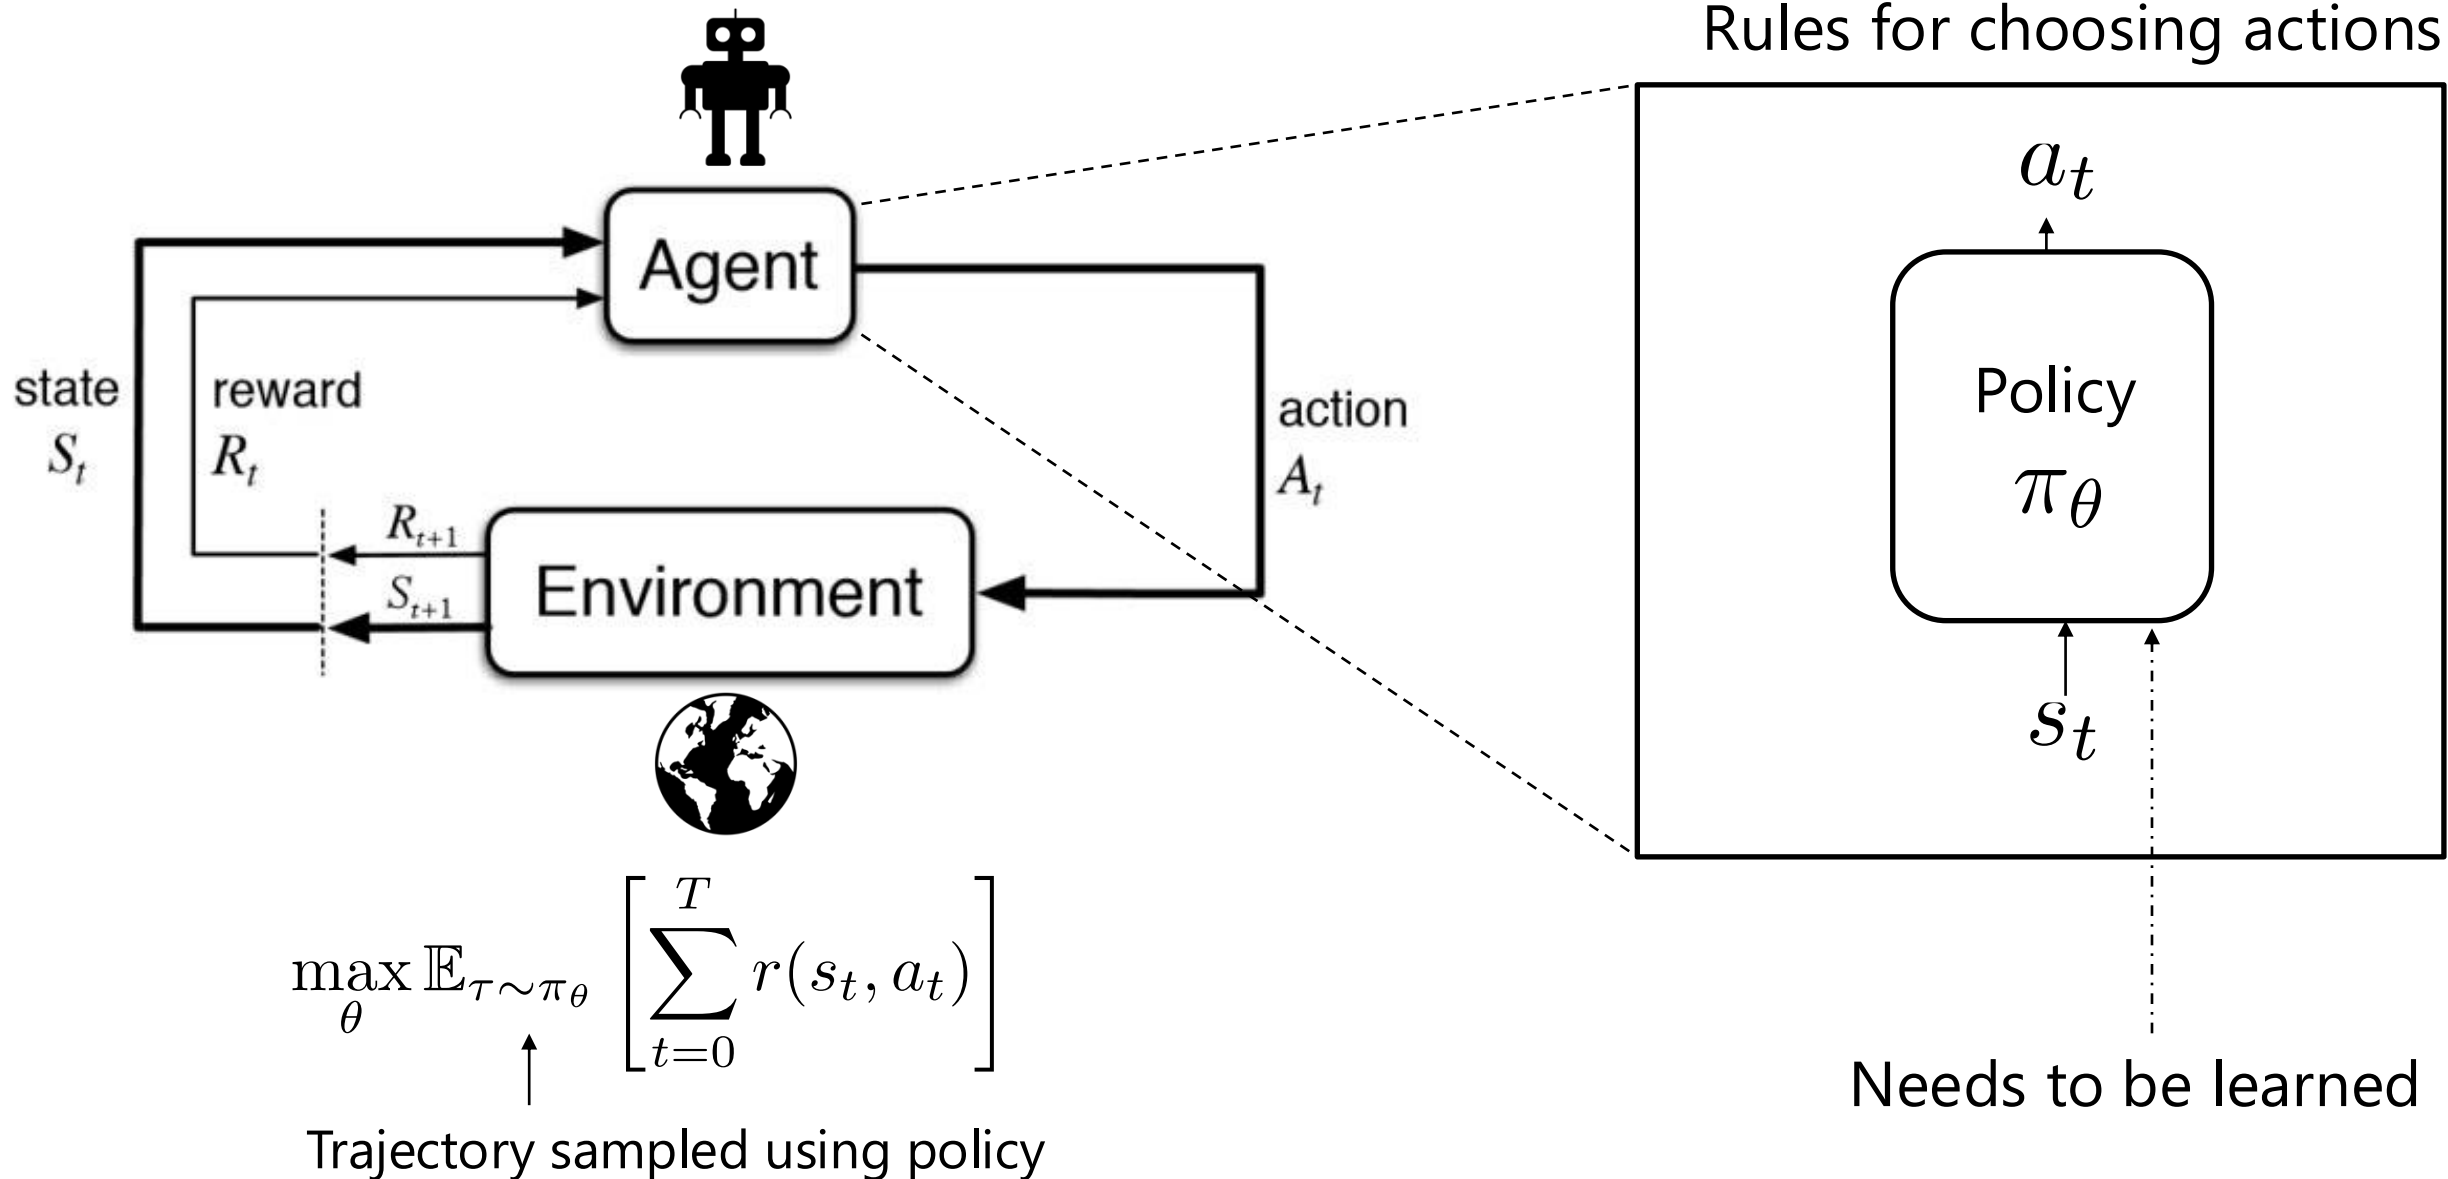 Rules for choosing actions
Agent
state
S_t
reward
R_t
action
A_t
R_{t+1}
S_{t+1}
Environment
a_t
Policy
π_θ
s_t
max_θ 𝔼_{τ∼π_θ} [∑_{t=0}^{T} r(s_t, a_t)]
Trajectory sampled using policy
Needs to be learned